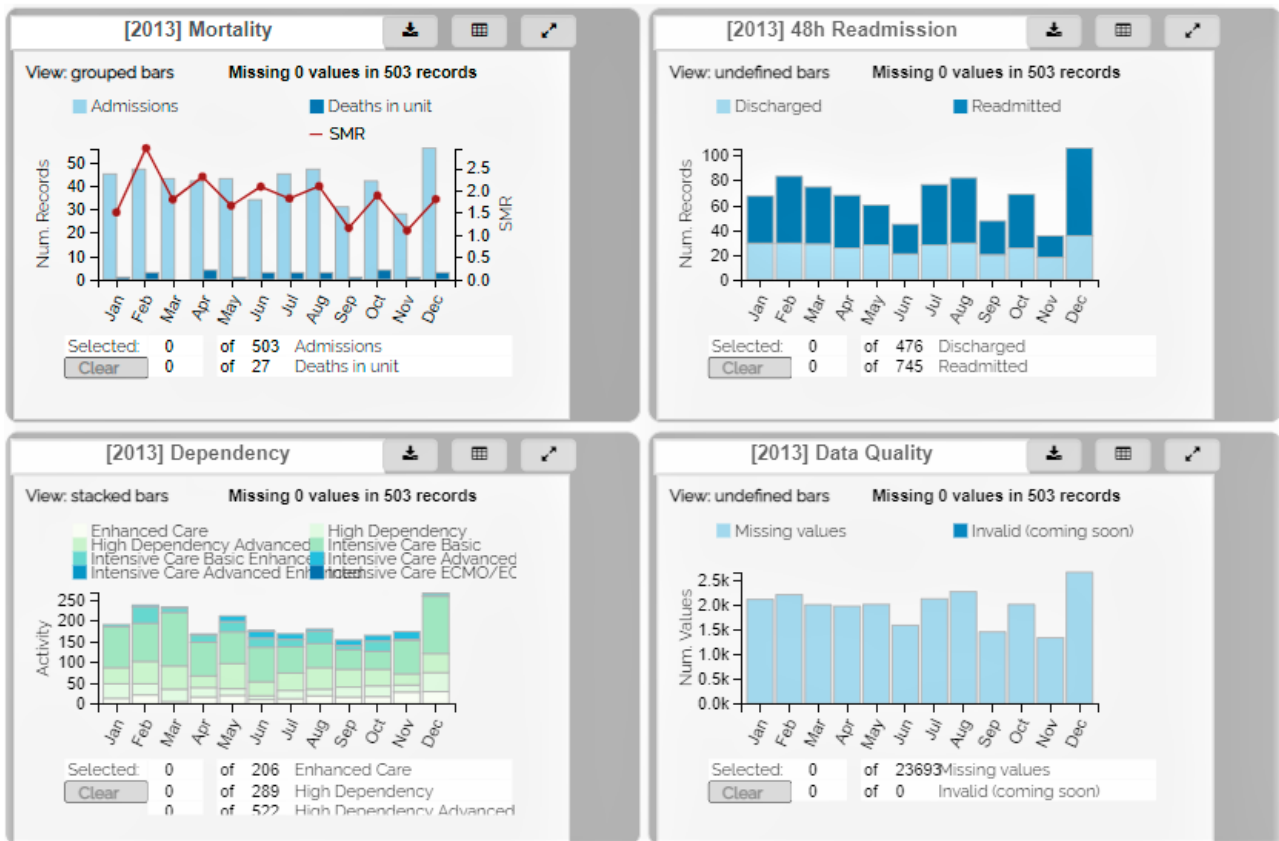 [2013] Mortality
View: grouped bars Missing 0 values in 503 records
Admissions Deaths in unit
SMR
Num. Records
50
40
30
20
10
0
2.5
2.0
1.5
1.0
0.5
0.0
SMR
Jan Feb Mar Apr May Jun Jul Aug Sep Oct Nov Dec
Selected: 0 of 503 Admissions
Clear 0 of 27 Deaths in unit
[2013] 48h Readmission
View: undefined bars Missing 0 values in 503 records
Discharged Readmitted
Num. Records
100
80
60
40
20
0
Jan Feb Mar Apr May Jun Jul Aug Sep Oct Nov Dec
Selected: 0 of 476 Discharged
Clear 0 of 745 Readmitted
[2013] Dependency
View: stacked bars Missing 0 values in 503 records
Enhanced Care High Dependency
High Dependency Advanced Intensive Care Basic
Intensive Care Basic Enhance Intensive Care Advanced
Intensive Care Advanced Intensive Care ECMO/EC
Activity
250
200
150
100
50
0
Jan Feb Mar Apr May Jun Jul Aug Sep Oct Nov Dec
Selected: 0 of 206 Enhanced Care
Clear 0 of 289 High Dependency
0 of 522 High Dependency Advanced
[2013] Data Quality
View: undefined bars Missing 0 values in 503 records
Missing values Invalid (coming soon)
Num. Values
2.5k
2.0k
1.5k
1.0k
0.5k
0.0k
Jan Feb Mar Apr May Jun Jul Aug Sep Oct Nov Dec
Selected: 0 of 23693 Missing values
Clear 0 of 0 Invalid (coming soon)